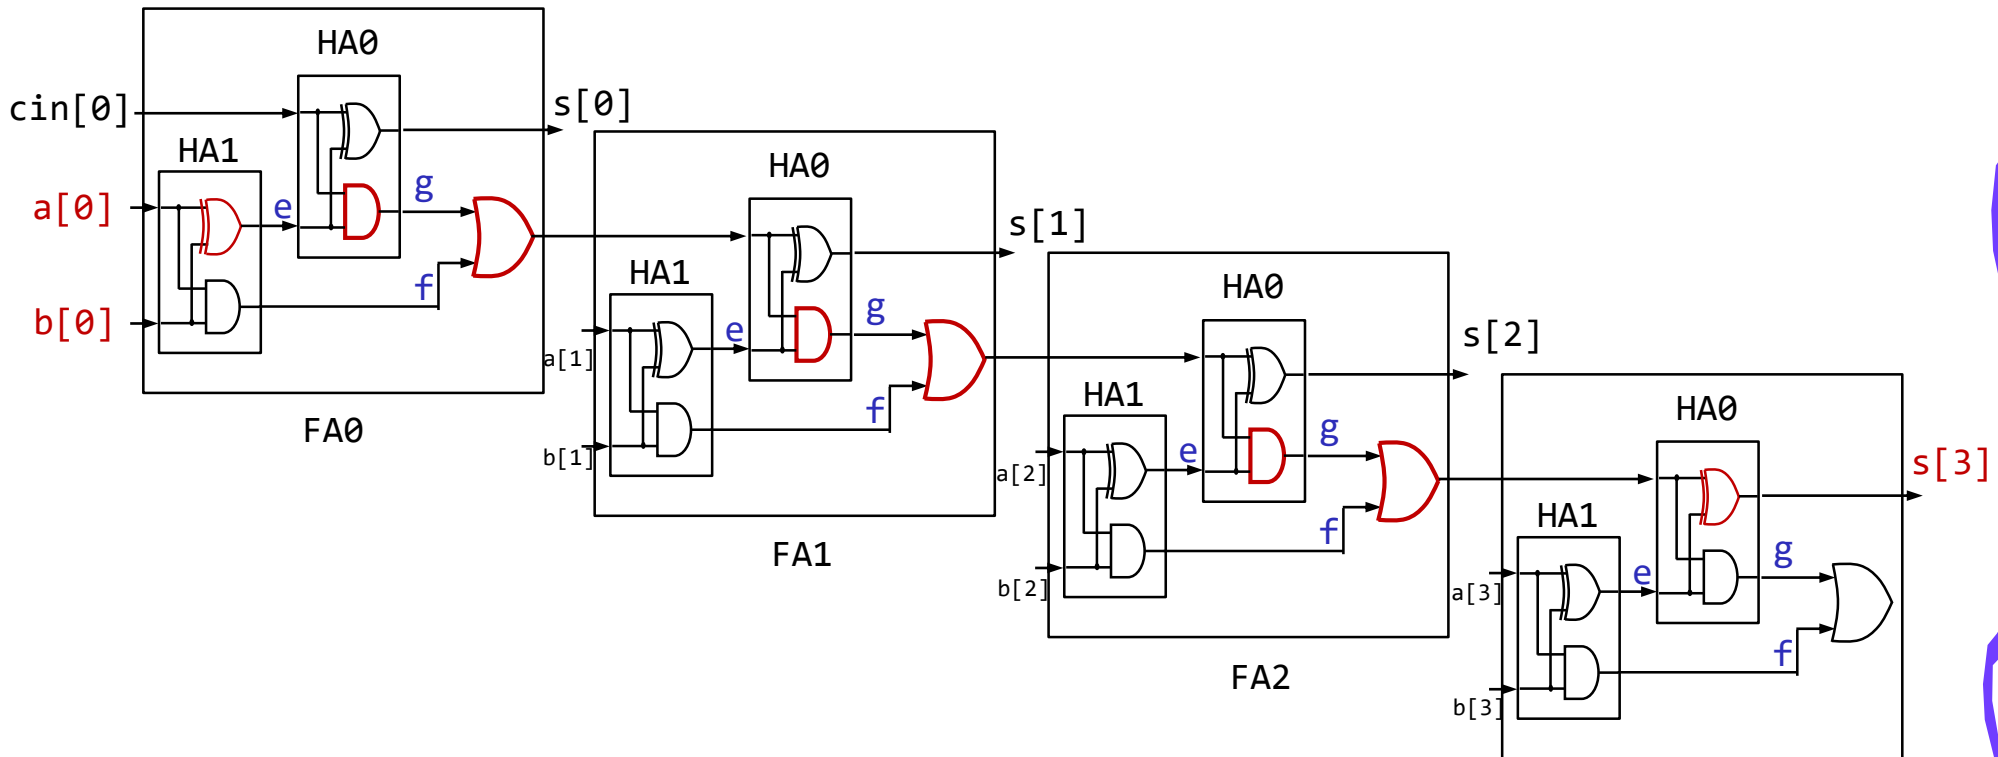 HA0
cin[0]
s[0]
HA1
a[0]
e
g
b[0]
f
FA0
HA0
s[1]
HA1
a[1]
e
g
b[1]
f
FA1
HA0
s[2]
HA1
a[2]
e
g
b[2]
f
FA2
HA0
s[3]
HA1
a[3]
e
g
b[3]
f